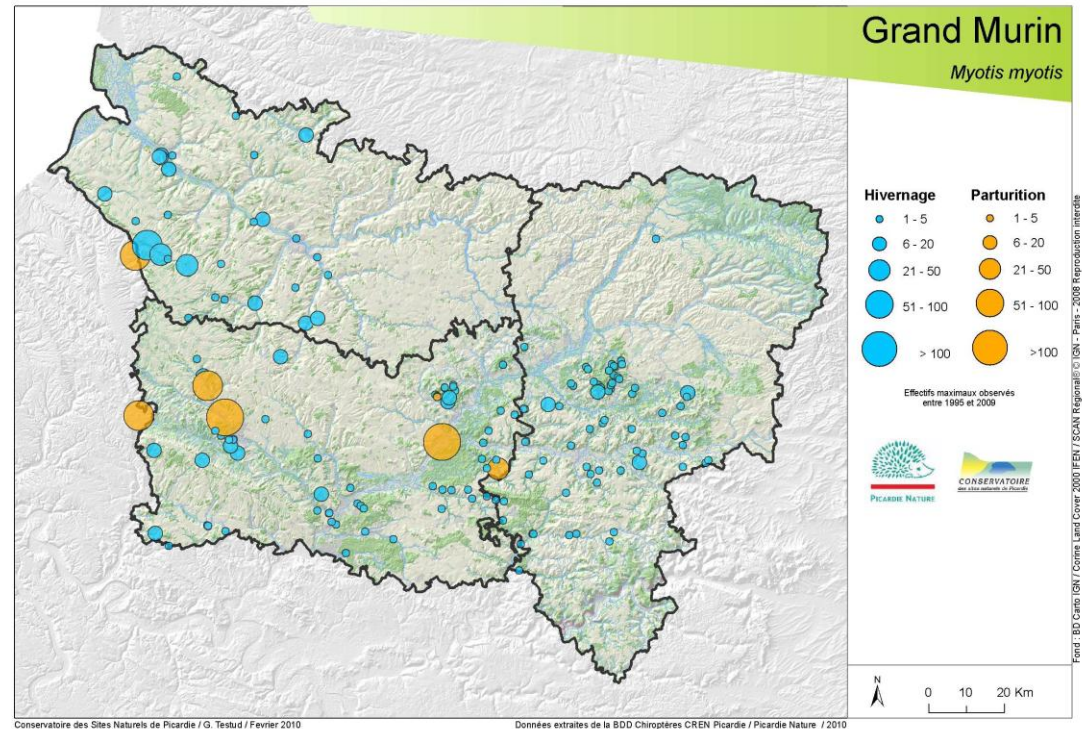 Grand Murin
Myotis myotis
Hivernage
1 - 5
6 - 20
21 - 50
51 - 100
> 100
Parturition
1 - 5
6 - 20
21 - 50
51 - 100
>100
Effectifs maximaux observés
entre 1995 et 2009
PICARDIE NATURE
CONSERVATOIRE
des sites naturels de Picardie
N
0 10 20 Km
Fond : BD Carto IGN / Corine Land Cover 2000 IFEN / SCAN Régional® © IGN - Paris - 2008 Reproduction interdite
Conservatoire des Sites Naturels de Picardie / G. Testud / Fevrier 2010
Données extraites de la BDD Chiroptères CREN Picardie / Picardie Nature / 2010